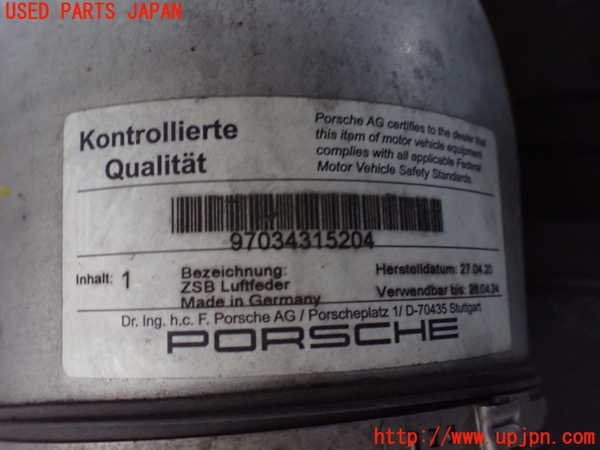 USED PARTS JAPAN
Kontrollierte
Qualität
Porsche AG certifies to the dealer that
this item of motor vehicle equipment
complies with all applicable Federal
Motor Vehicle Safety Standards.
97034315204
Inhalt: 1
Bezeichnung:
ZSB Luftfeder
Made in Germany
Herstelldatum: 27.04.20
Verwendbar bis: 26.04.24
Dr. Ing. h.c. F. Porsche AG / Porscheplatz 1/ D-70435 Stuttgart
PORSCHE
http://www.upjpn.com/